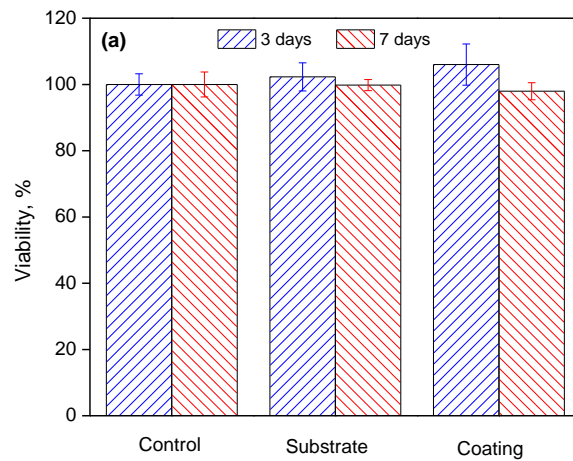 120
(a)
3 days
7 days
100
80
60
40
20
0
Viability, %
Control
Substrate
Coating